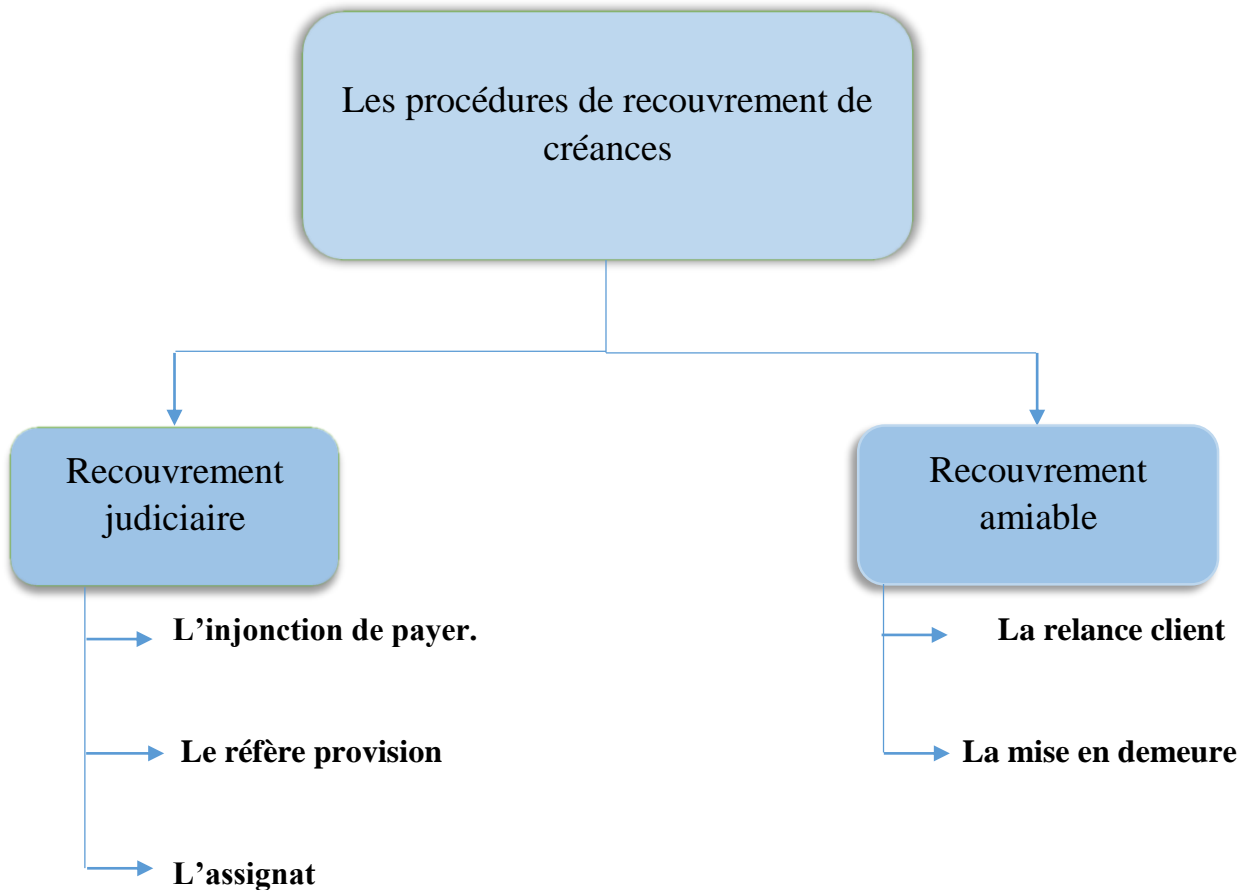 Les procédures de recouvrement de
créances
Recouvrement
judiciaire
L’injonction de payer.
Le réfère provision
L’assignat
Recouvrement
amiable
La relance client
La mise en demeure